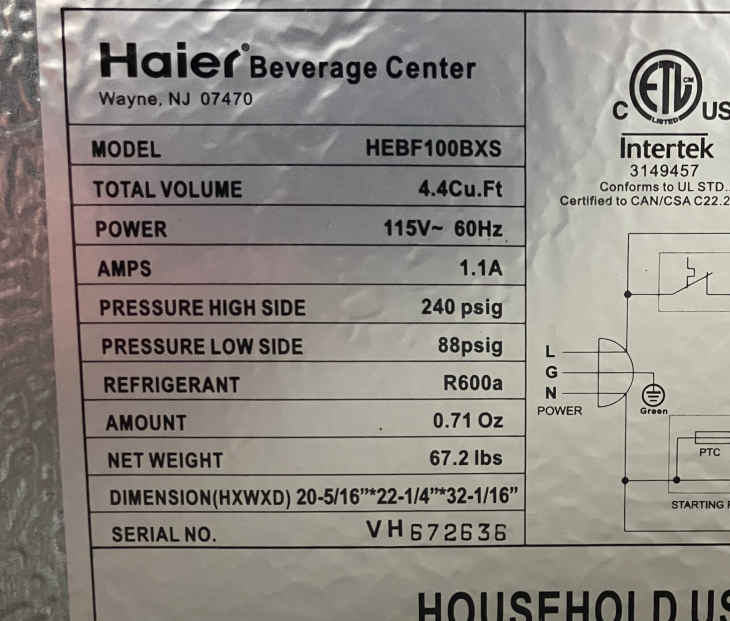 Haier® Beverage Center
Wayne, NJ 07470
MODEL HEBF100BXS
TOTAL VOLUME 4.4Cu.Ft
POWER 115V~ 60Hz
AMPS 1.1A
PRESSURE HIGH SIDE 240 psig
PRESSURE LOW SIDE 88psig
REFRIGERANT R600a
AMOUNT 0.71 Oz
NET WEIGHT 67.2 lbs
DIMENSION(HXWXD) 20-5/16”*22-1/4”*32-1/16”
SERIAL NO. VH672636
C ETL CM US
LISTED
Intertek
3149457
Conforms to UL STD.
Certified to CAN/CSA C22.2
L
G
N
POWER
Green
PTC
STARTING
HOUSEHOLD US